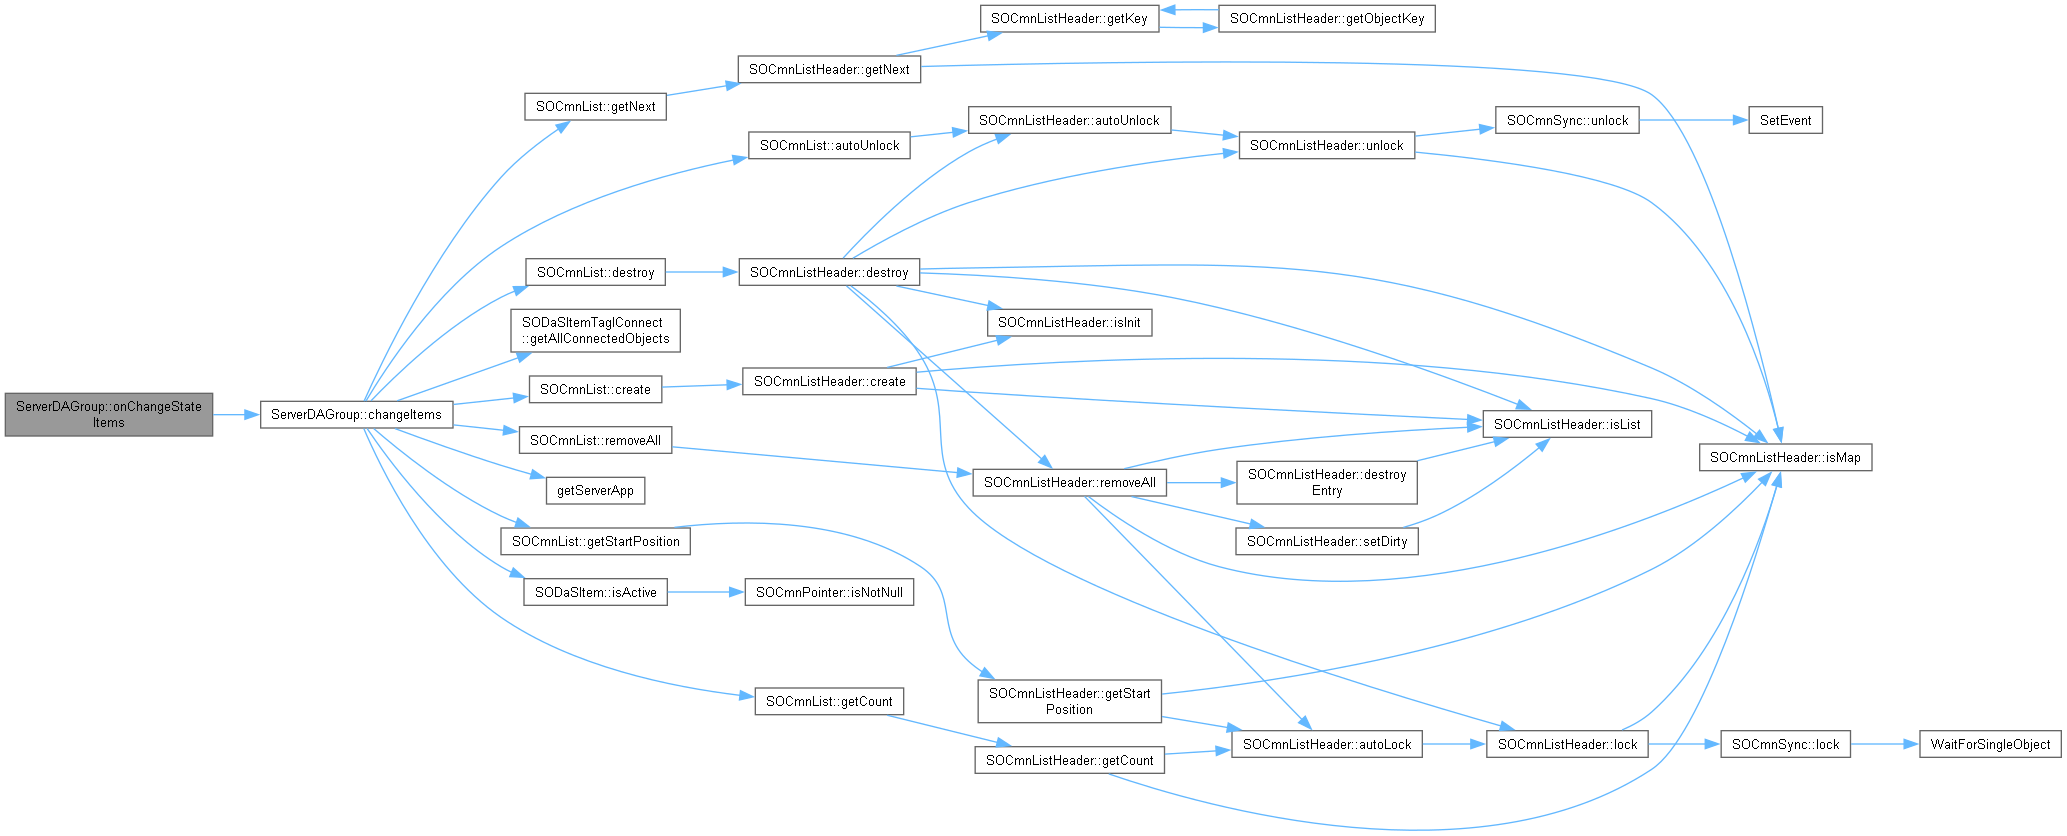 SOCmnListHeader::getKey
SOCmnListHeader::getObjectKey
SOCmnListHeader::getNext
SOCmnList::getNext
SOCmnListHeader::autoUnlock
SOCmnSync::unlock
SetEvent
SOCmnList::autoUnlock
SOCmnListHeader::unlock
SOCmnList::destroy
SOCmnListHeader::destroy
SODaSItemTagIConnect
::getAllConnectedObjects
SOCmnListHeader::isInit
SOCmnList::create
SOCmnListHeader::create
ServerDAGroup::onChangeState
Items
ServerDAGroup::changeItems
SOCmnListHeader::isList
SOCmnList::removeAll
SOCmnListHeader::isMap
SOCmnListHeader::removeAll
SOCmnListHeader::destroy
Entry
getServerApp
SOCmnList::getStartPosition
SOCmnListHeader::setDirty
SODaSItem::isActive
SOCmnPointer::isNotNull
SOCmnList::getCount
SOCmnListHeader::getStart
Position
SOCmnListHeader::autoLock
SOCmnListHeader::lock
SOCmnSync::lock
WaitForSingleObject
SOCmnListHeader::getCount